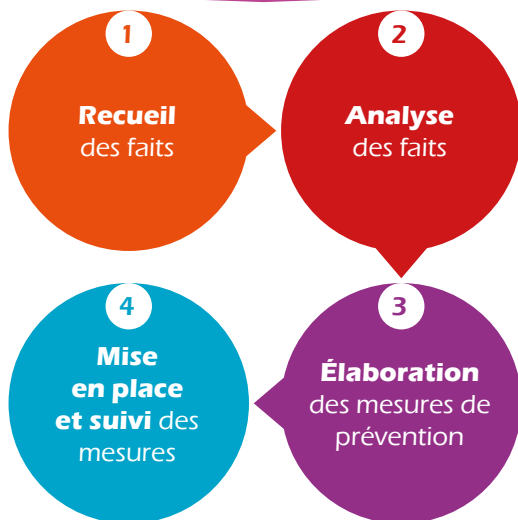 1
Recueil
des faits
2
Analyse
des faits
3
Élaboration
des mesures de
prévention
4
Mise
en place
et suivi des
mesures